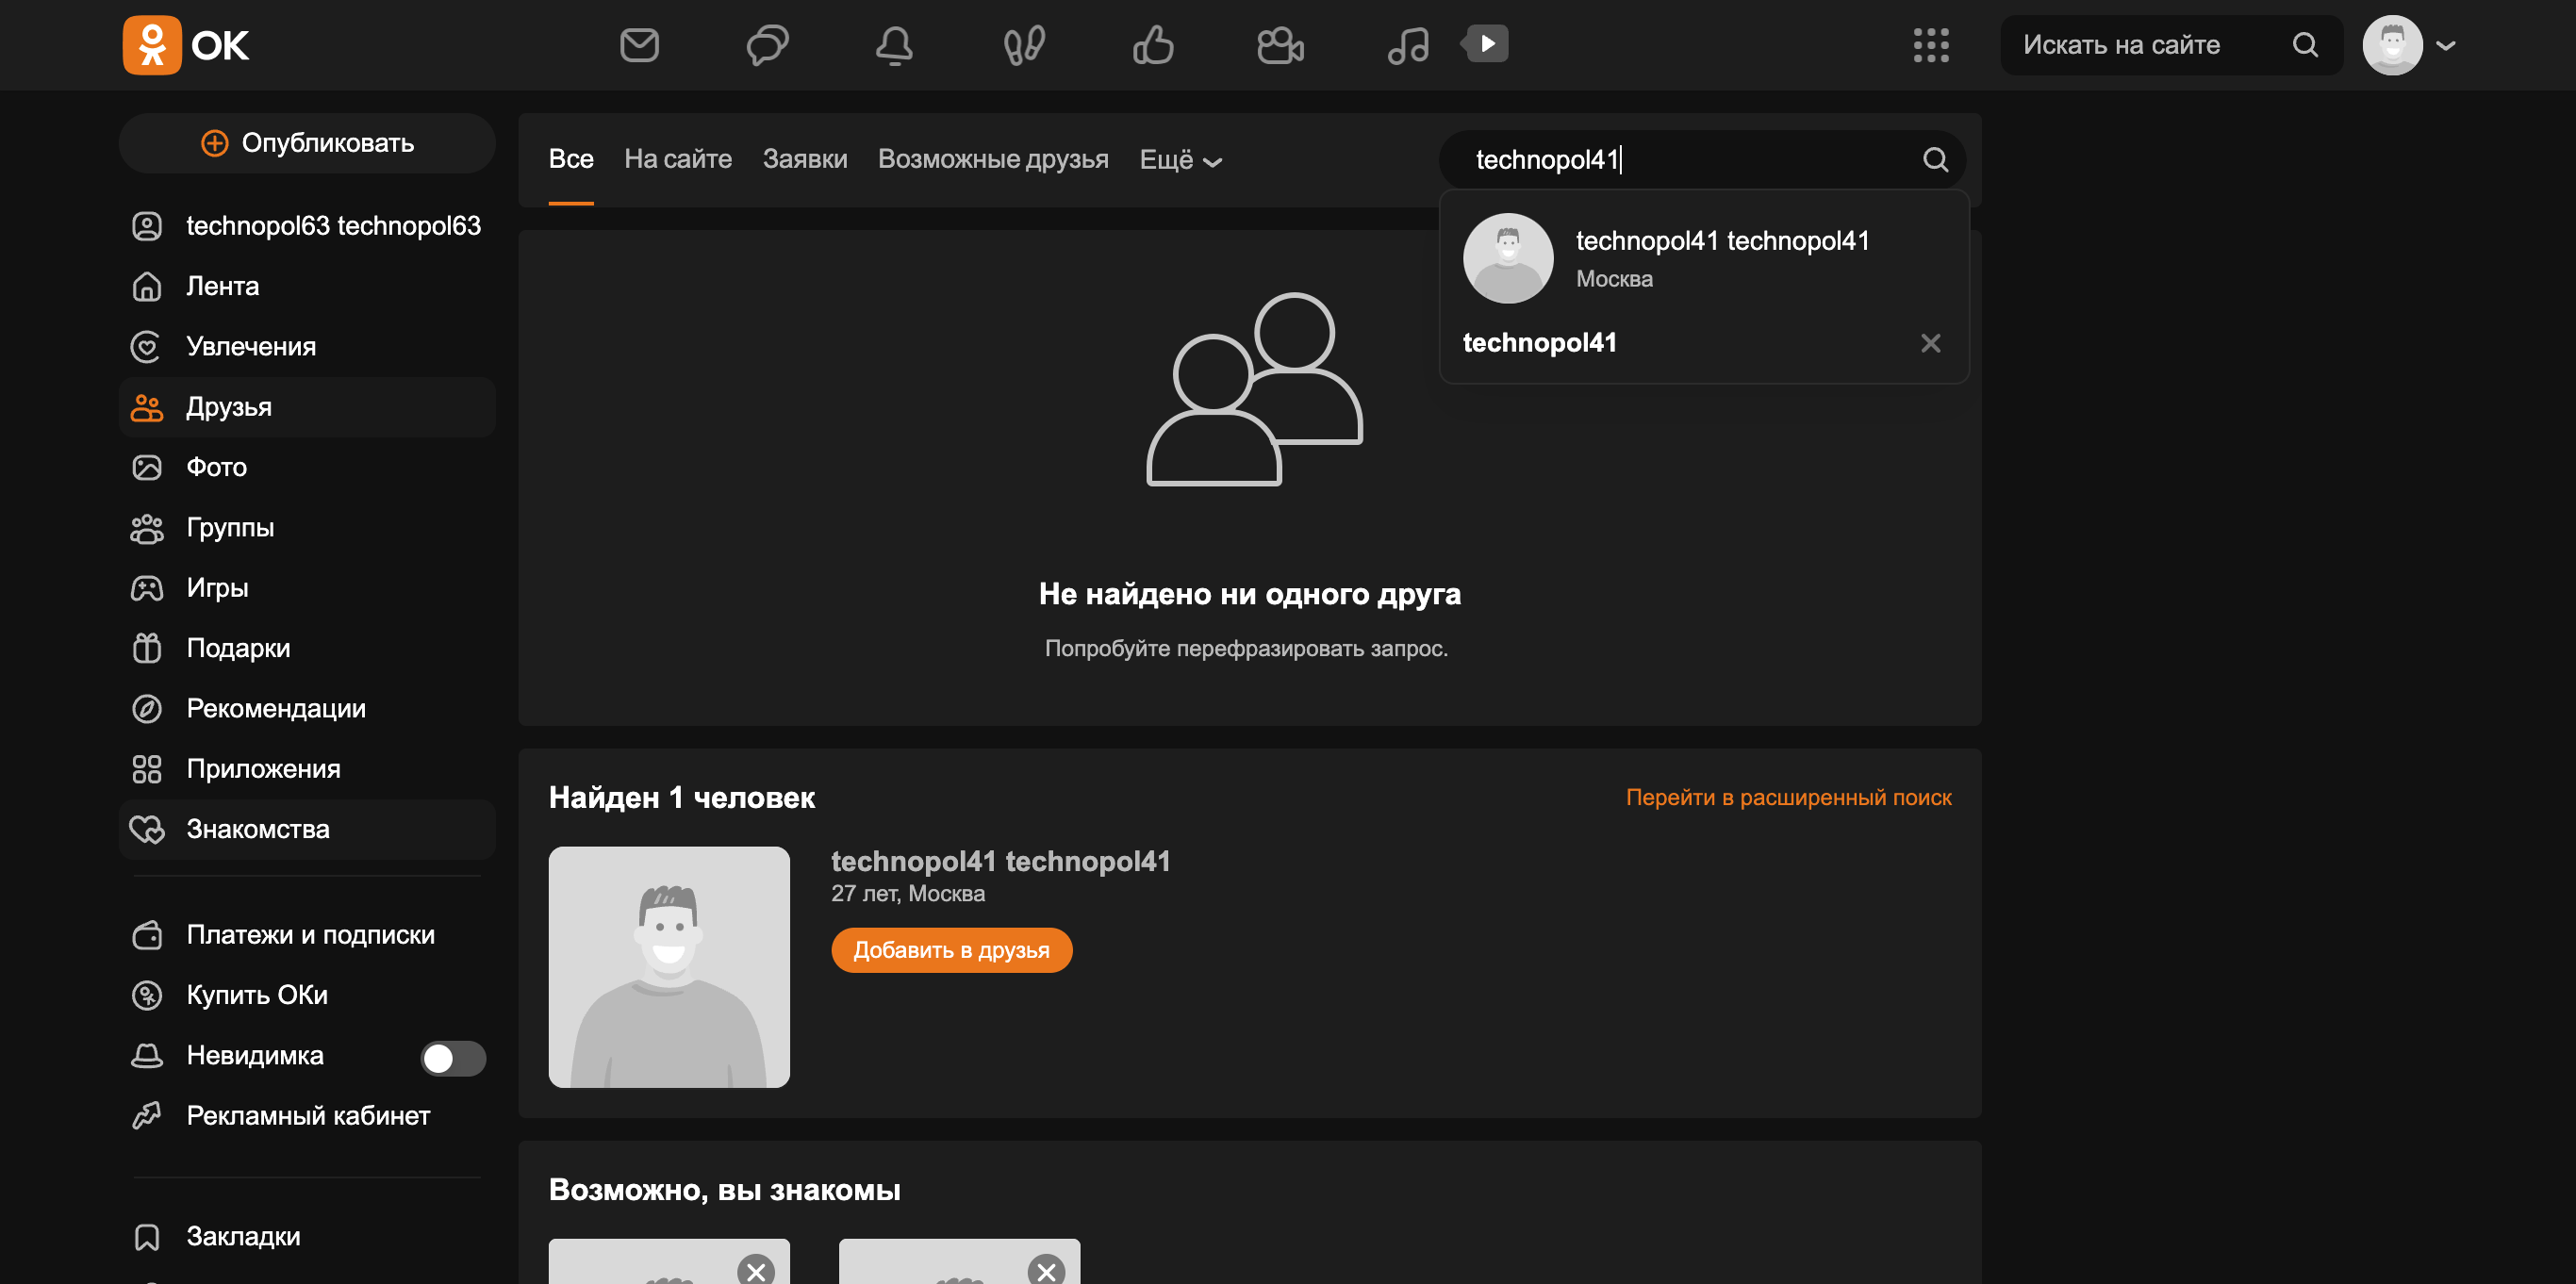 ОК
Искать на сайте
Опубликовать
technopol63 technopol63
Лента
Увлечения
Друзья
Фото
Группы
Игры
Подарки
Рекомендации
Приложения
Знакомства
Платежи и подписки
Купить ОКи
Невидимка
Рекламный кабинет
Закладки
Все На сайте Заявки Возможные друзья Ещё
technopol41
technopol41 technopol41
Москва
technopol41
Не найдено ни одного друга
Попробуйте перефразировать запрос.
Найден 1 человек
Перейти в расширенный поиск
technopol41 technopol41
27 лет, Москва
Добавить в друзья
Возможно, вы знакомы